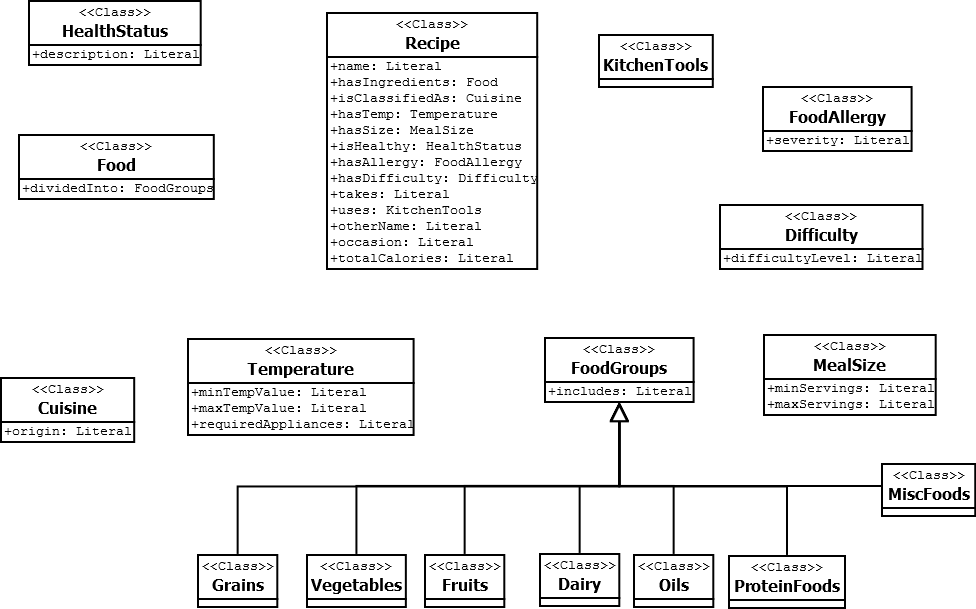 <<Class>>
HealthStatus
+description: Literal
<<Class>>
Recipe
+name: Literal
+hasIngredients: Food
+isClassifiedAs: Cuisine
+hasTemp: Temperature
+hasSize: MealSize
+isHealthy: HealthStatus
+hasAllergy: FoodAllergy
+hasDifficulty: Difficulty
+takes: Literal
+uses: KitchenTools
+otherName: Literal
+occasion: Literal
+totalCalories: Literal
<<Class>>
KitchenTools
<<Class>>
FoodAllergy
+severity: Literal
<<Class>>
Food
+dividedInto: FoodGroups
<<Class>>
Difficulty
+difficultyLevel: Literal
<<Class>>
Temperature
+minTempValue: Literal
+maxTempValue: Literal
+requiredAppliances: Literal
<<Class>>
FoodGroups
+includes: Literal
<<Class>>
MealSize
+minServings: Literal
+maxServings: Literal
<<Class>>
Cuisine
+origin: Literal
<<Class>>
MiscFoods
<<Class>>
Grains
<<Class>>
Vegetables
<<Class>>
Fruits
<<Class>>
Dairy
<<Class>>
Oils
<<Class>>
ProteinFoods